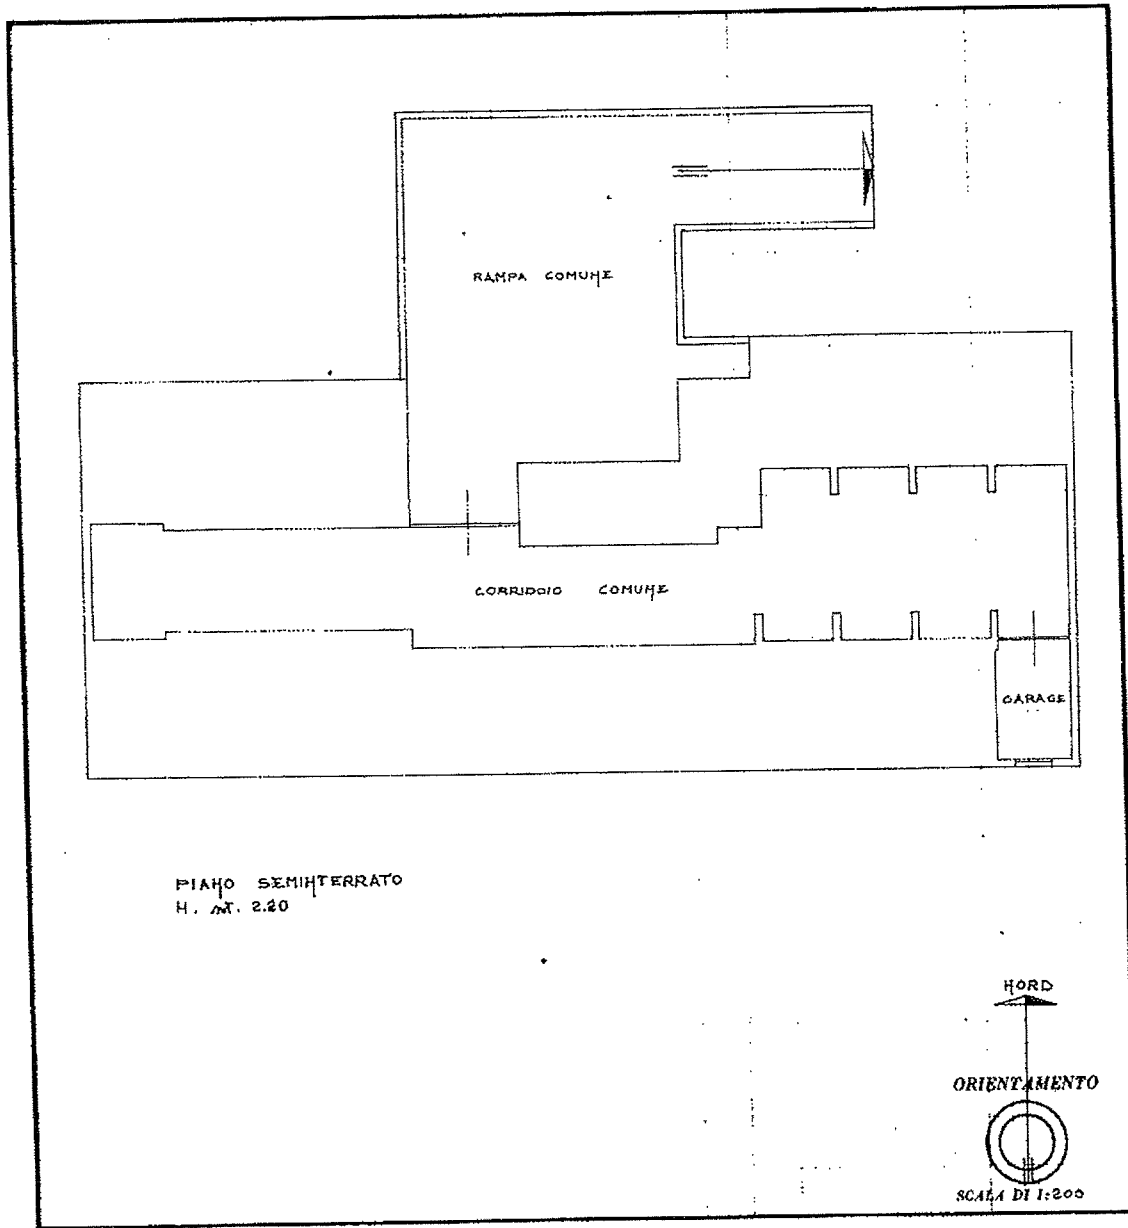 RAMPA COMUNE
CORRIDOIO COMUNE
GARAGE
PIANO SEMINTERRATO
H. mt. 2.20
NORD
ORIENTAMENTO
SCALA DI 1:200